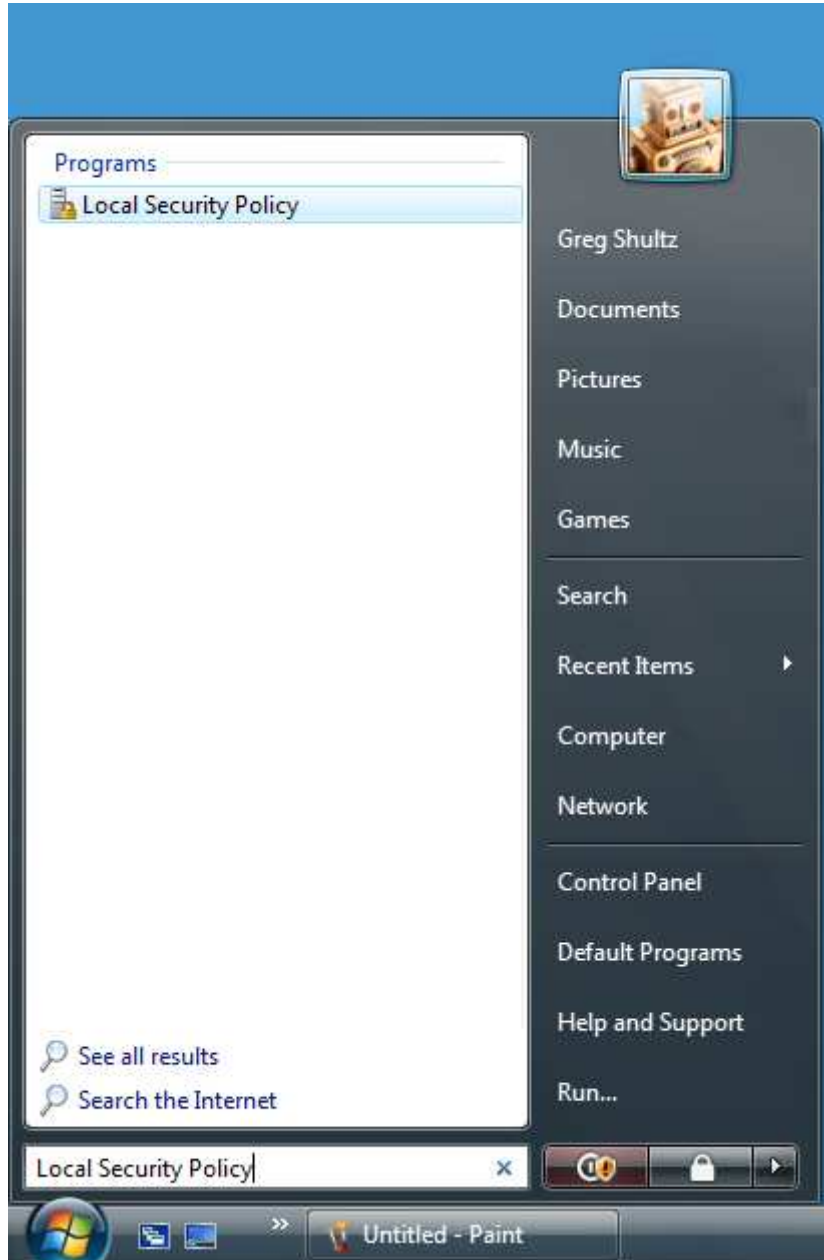 Programs
Local Security Policy
See all results
Search the Internet
Local Security Policy
Greg Shultz
Documents
Pictures
Music
Games
Search
Recent Items
Computer
Network
Control Panel
Default Programs
Help and Support
Run...
Untitled - Paint